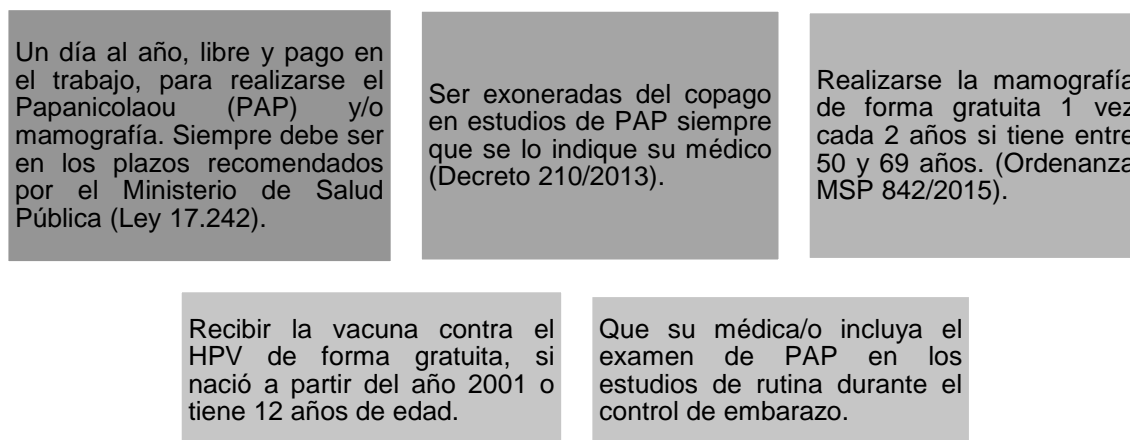 Un día al año, libre y pago en
el trabajo, para realizarse el
Papanicolaou (PAP) y/o
mamografía. Siempre debe ser
en los plazos recomendados
por el Ministerio de Salud
Pública (Ley 17.242).
Ser exoneradas del copago
en estudios de PAP siempre
que se lo indique su médico
(Decreto 210/2013).
Realizarse la mamografía
de forma gratuita 1 vez
cada 2 años si tiene entre
50 y 69 años. (Ordenanza
MSP 842/2015).
Recibir la vacuna contra el
HPV de forma gratuita, si
nació a partir del año 2001 o
tiene 12 años de edad.
Que su médica/o incluya el
examen de PAP en los
estudios de rutina durante el
control de embarazo.